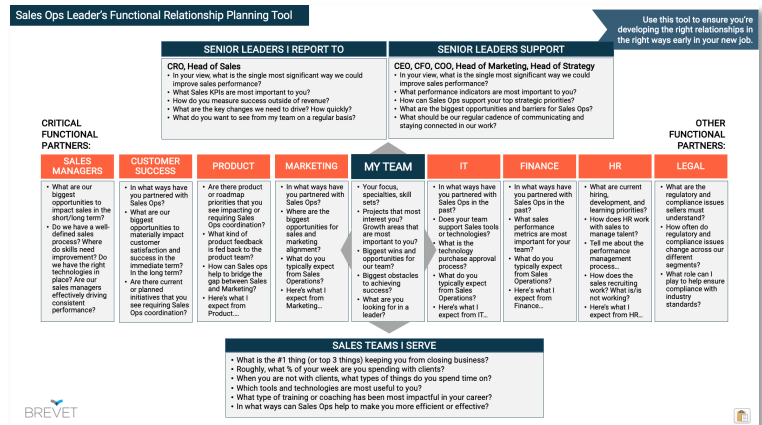 Sales Ops Leader's Functional Relationship Planning Tool
Use this tool to ensure you're
developing the right relationships in
the right ways early in your new job.
SENIOR LEADERS I REPORT TO
CRO, Head of Sales
• In your view, what is the single most significant way we could
improve sales performance?
• What Sales KPIs are most important to you?
• How do you measure success outside of revenue?
• What are the key changes we need to drive? How quickly?
• What do you want to see from my team on a regular basis?
SENIOR LEADERS SUPPORT
CEO, CFO, COO, Head of Marketing, Head of Strategy
• In your view, what is the single most significant way we could
improve sales performance?
• What performance indicators are most important to you?
• How can Sales Ops support your top strategic priorities?
• What are the biggest opportunities and barriers for Sales Ops?
• What should be our regular cadence of communicating and
staying connected in our work?
CRITICAL
FUNCTIONAL
PARTNERS:
OTHER
FUNCTIONAL
PARTNERS:
SALES
MANAGERS
• What are our
biggest
opportunities to
impact sales in the
short/long term?
• Do we have a well-
defined sales
process? Where
do skills need
improvement? Do
we have the right
technologies in
place? Are our
sales managers
effectively driving
consistent
performance?
CUSTOMER
SUCCESS
• In what ways have
you partnered with
Sales Ops?
• What are our
biggest
opportunities to
materially impact
customer
satisfaction and
success in the
immediate term?
In the long term?
• Are there current
or planned
initiatives that you
see requiring Sales
Ops coordination?
PRODUCT
• Are there product
or roadmap
priorities that you
see impacting or
requiring Sales
Ops coordination?
• What kind of
product feedback
is fed back to the
product team?
• How can Sales Ops
help to bridge the
gap between Sales
and Marketing?
• Here's what I
expect from
Product....
MARKETING
• In what ways have
you partnered with
Sales Ops?
• Where are the
biggest
opportunities for
sales and
marketing
alignment?
• What do you
typically expect
from Sales
Operations?
• Here's what I
expect from
Marketing...
MY TEAM
• Your focus,
specialties, skill
sets?
• Projects that most
interest you?
Growth areas that
are most
important to you?
• Biggest wins and
opportunities for
our team?
• Biggest obstacles
to achieving
success?
• What are you
looking for in a
leader?
IT
• In what ways have
you partnered with
Sales Ops in the
past?
• Does your team
support Sales tools
or technologies?
• What is the
technology
purchase approval
process?
• What do you
typically expect
from Sales
Operations?
• Here's what I
expect from IT...
FINANCE
• In what ways have
you partnered with
Sales Ops in the
past?
• What sales
performance
metrics are most
important for your
team?
• What do you
typically expect
from Sales
Operations?
• Here's what I
expect from
Finance...
HR
• What are current
hiring,
development, and
learning priorities?
• How does HR work
with sales to
manage talent?
• Tell me about the
performance
management
process...
• How does the
sales recruiting
work? What is/is
not working?
• Here's what I
expect from HR...
LEGAL
• What are the
regulatory and
compliance issues
sellers must
understand?
• How often do
regulatory and
compliance issues
change across our
different
segments?
• What role can I
play to help ensure
compliance with
industry
standards?
SALES TEAMS I SERVE
• What is the #1 thing (or top 3 things) keeping you from closing business?
• Roughly, what % of your week are you spending with clients?
• When you are not with clients, what types of things do you spend time on?
• Which tools and technologies are most useful to you?
• What type of training or coaching has been most impactful in your career?
• In what ways can Sales Ops help to make you more efficient or effective?
BREVET